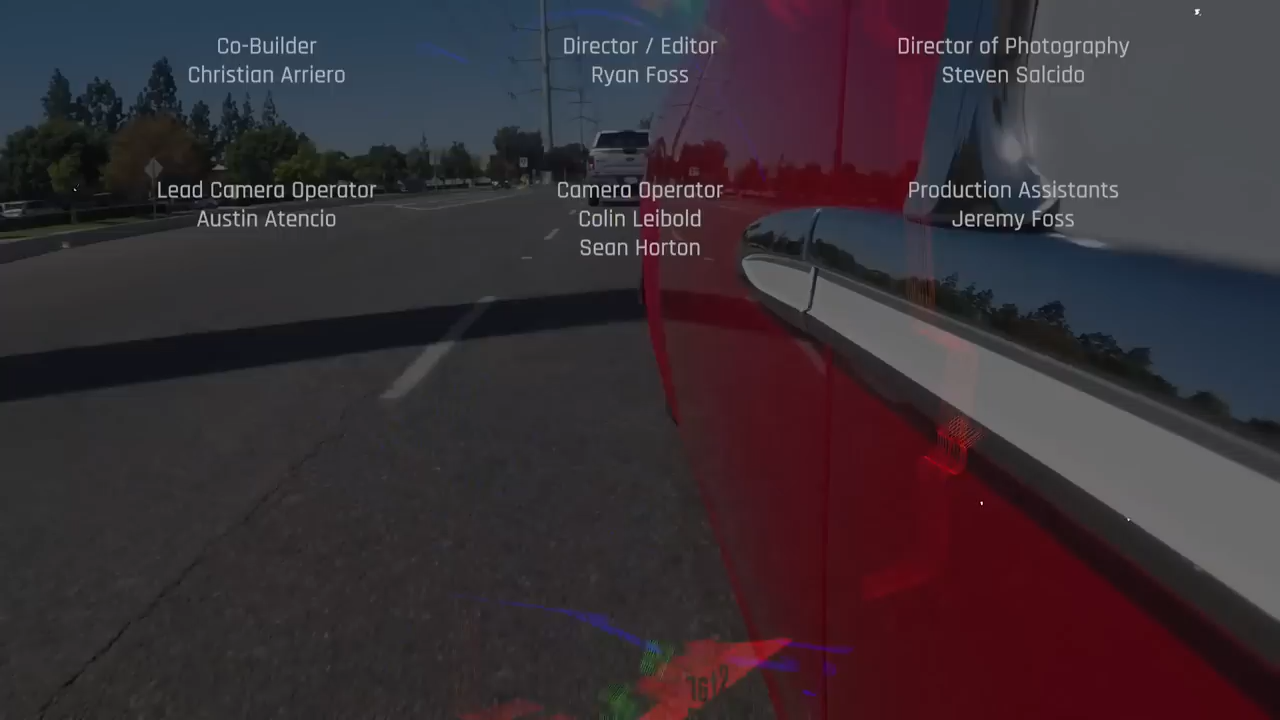 Co-Builder
Christian Arriero
Director / Editor
Ryan Foss
Director of Photography
Steven Salcido
Lead Camera Operator
Austin Atencio
Camera Operator
Colin Leibold
Sean Horton
Production Assistants
Jeremy Foss